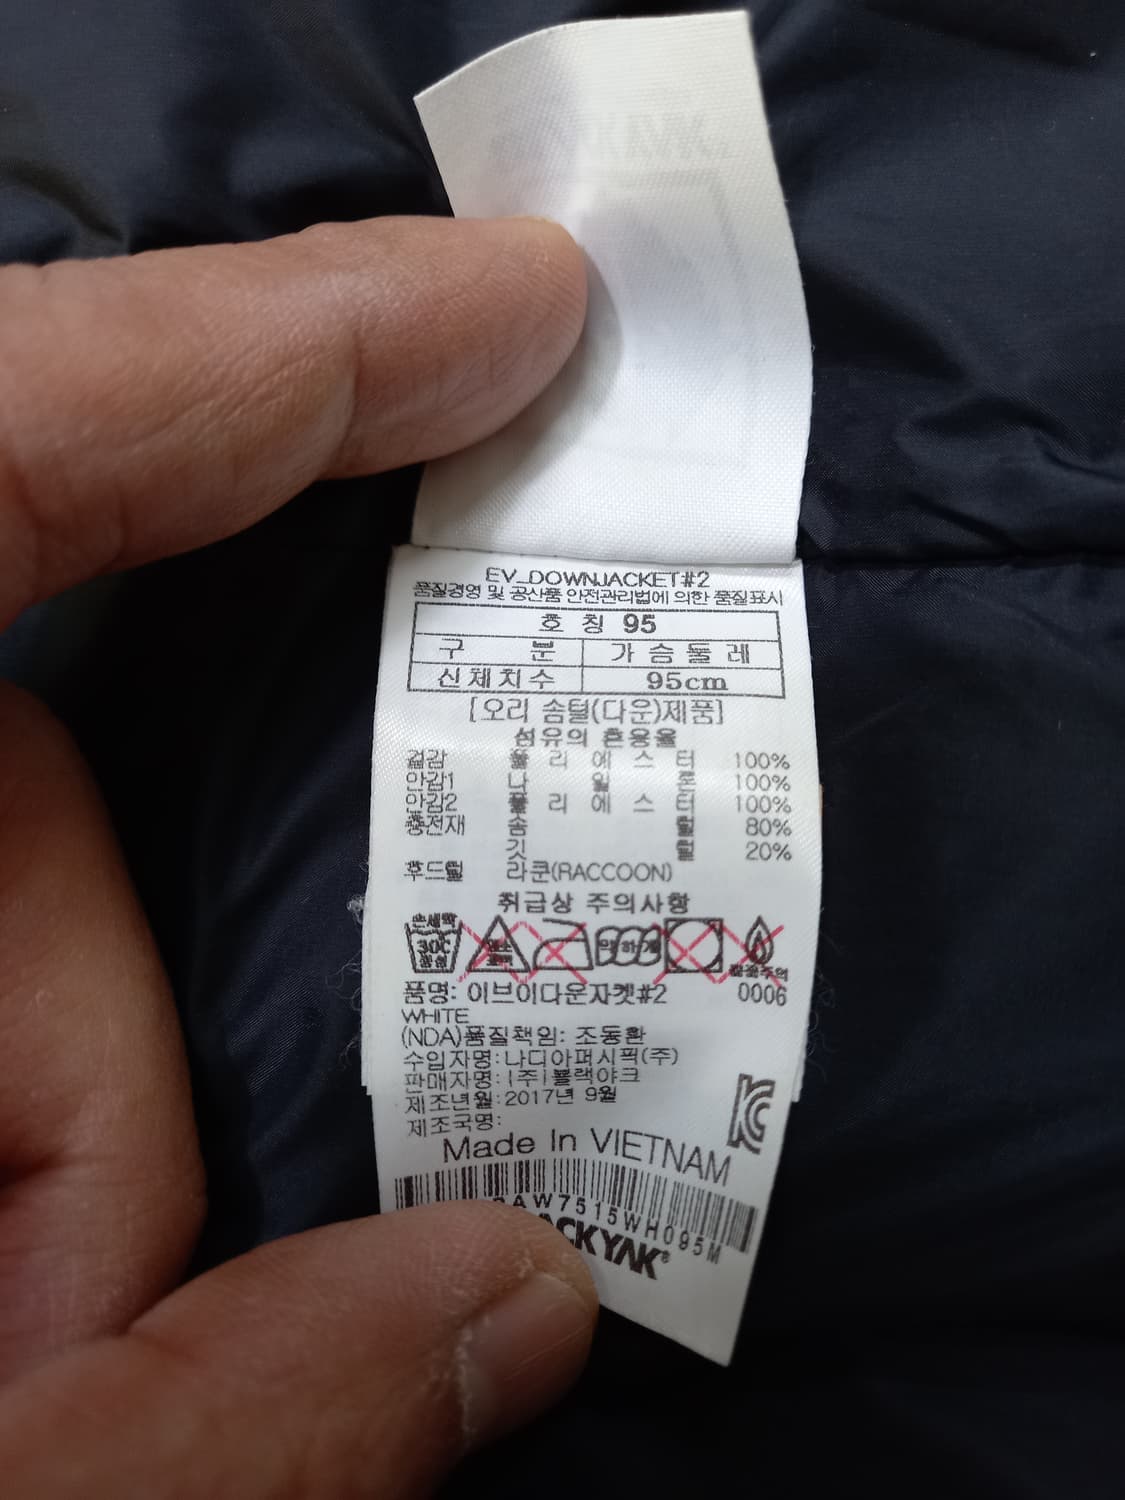 EV_DOWNJACKET#2
품질경영 및 공산품 안전관리법에 의한 품질표시
호 칭 95
구 분 가 슴 둘 레
신체치수 95cm
[오리 솜털(다운)제품]
섬유의 혼용율
겉감 폴 리 에 스 터 100%
안감1 나 일 론 100%
안감2 폴 리 에 스 터 100%
충전재 솜 털 80%
깃 털 20%
후드털 라쿤(RACCOON)
취급상 주의사항
손세탁
30℃
중성
염소
표백
약하게
불꽃주의
품명: 이브이다운자켓#2 0006
WHITE
(NDA)품질책임: 조동환
수입자명:나디아퍼시픽(주)
판매자명:(주)블랙야크
제조년월:2017년 9월
제조국명:
Made In VIETNAM
AW7515WH095M
ACKYAK®